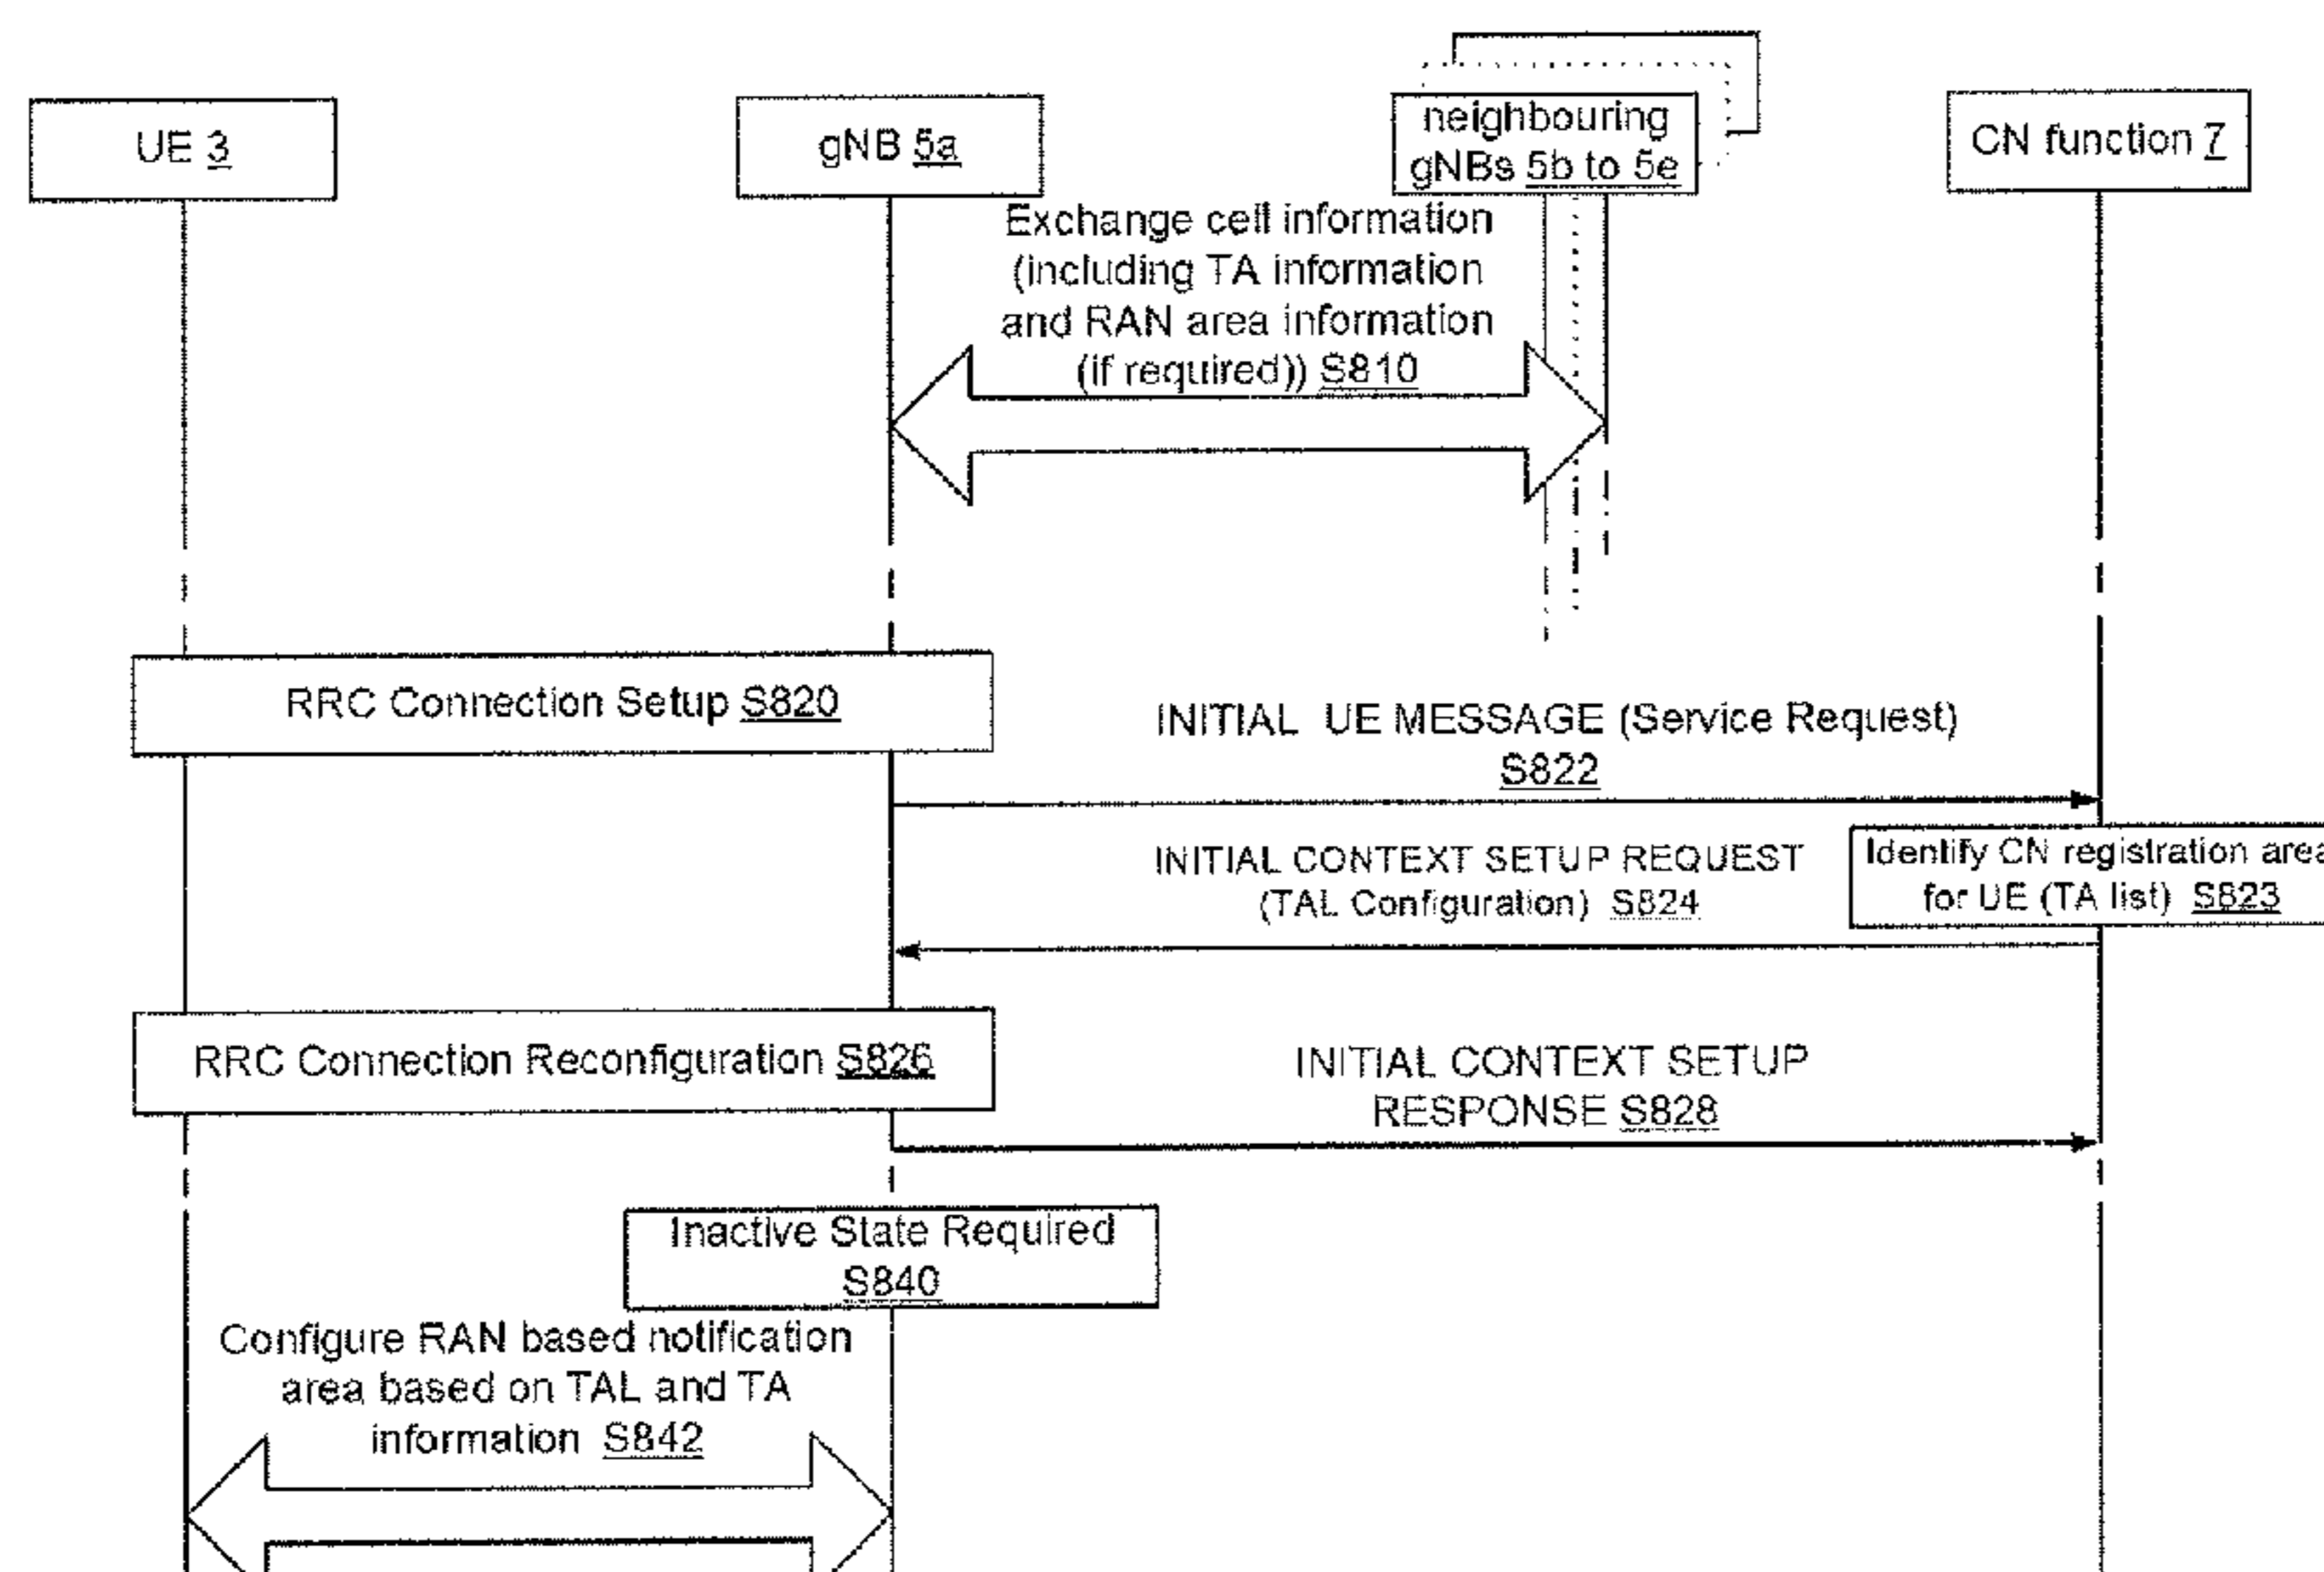 UE 3
gNB 5a
neighbouring
gNBs 5b to 5e
CN function 7
Exchange cell information
(including TA information
and RAN area information
(if required)) S810
RRC Connection Setup S820
INITIAL UE MESSAGE (Service Request)
S822
Identify CN registration area
for UE (TA list) S823
INITIAL CONTEXT SETUP REQUEST
(TAL Configuration) S824
RRC Connection Reconfiguration S826
INITIAL CONTEXT SETUP
RESPONSE S828
Inactive State Required
S840
Configure RAN based notification
area based on TAL and TA
information S842